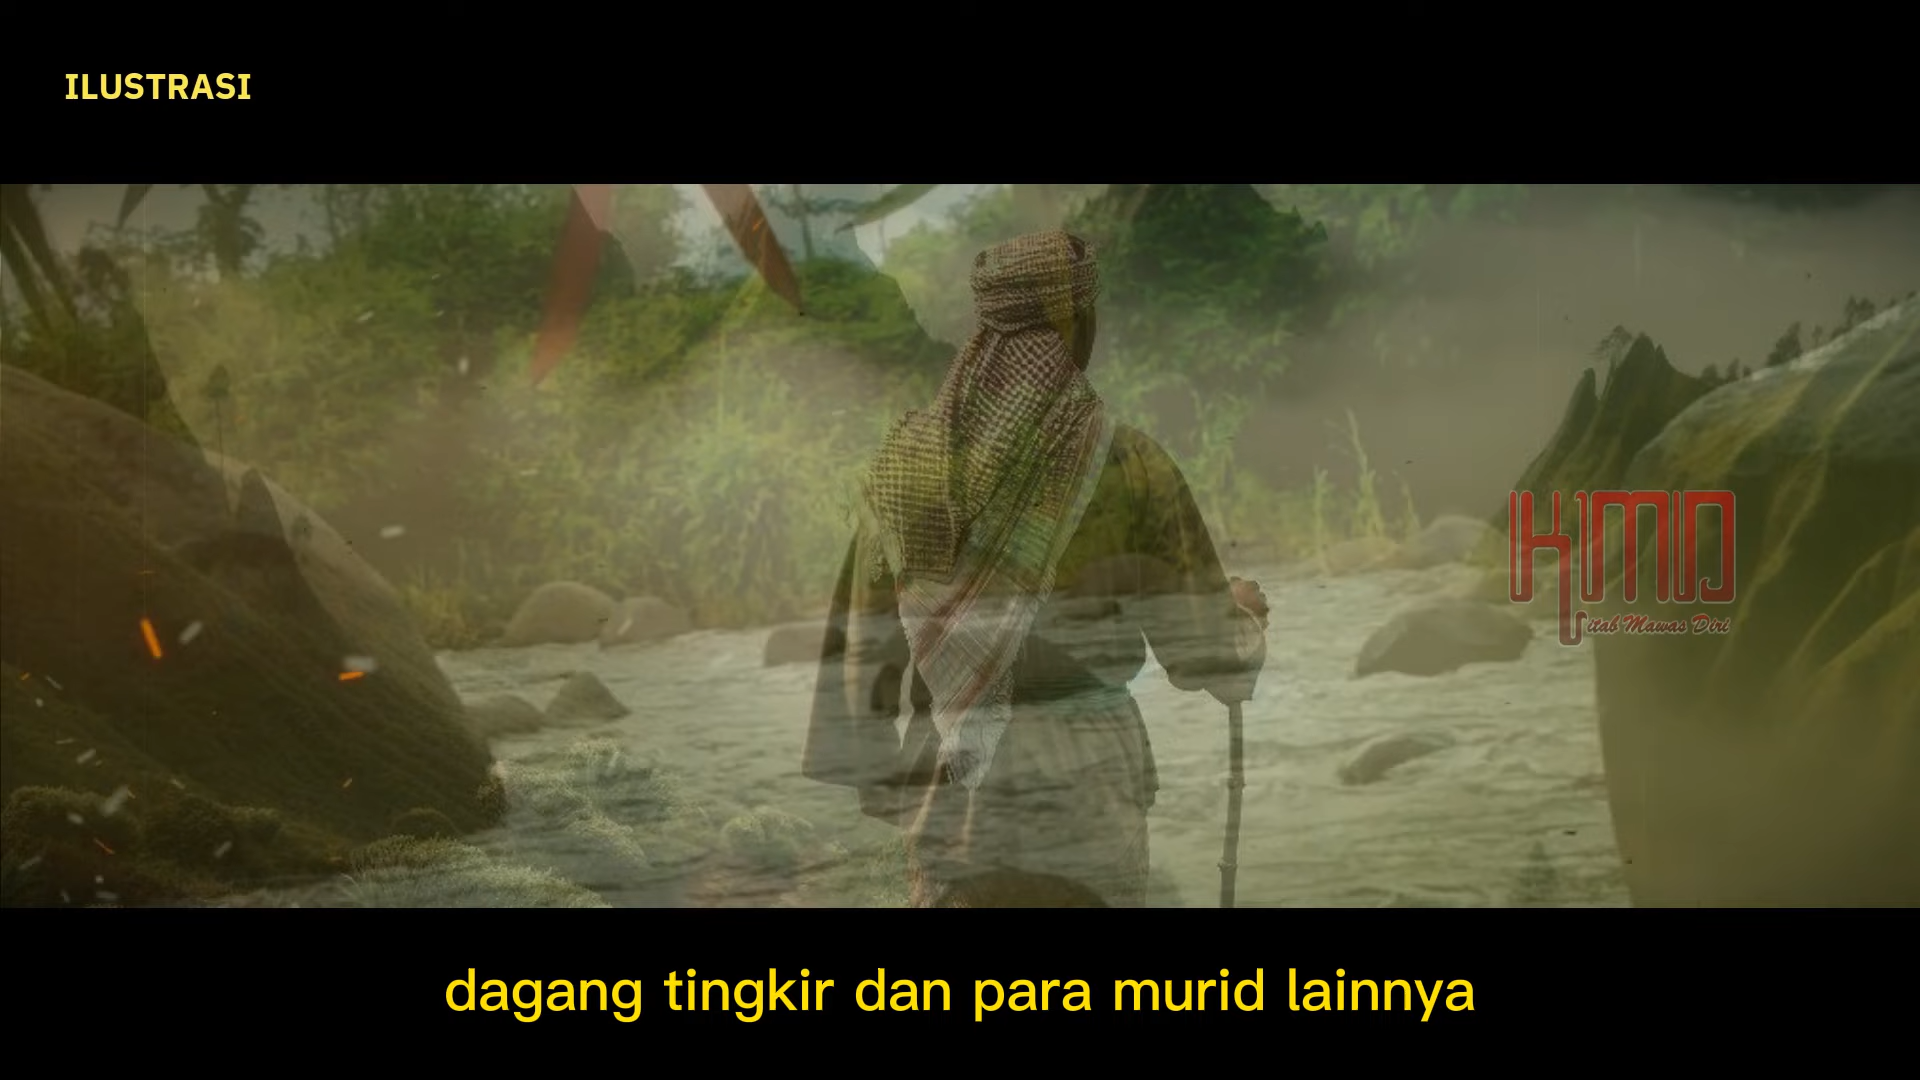 ILUSTRASI
KMD
Kitab Mawas Diri
dagang tingkir dan para murid lainnya